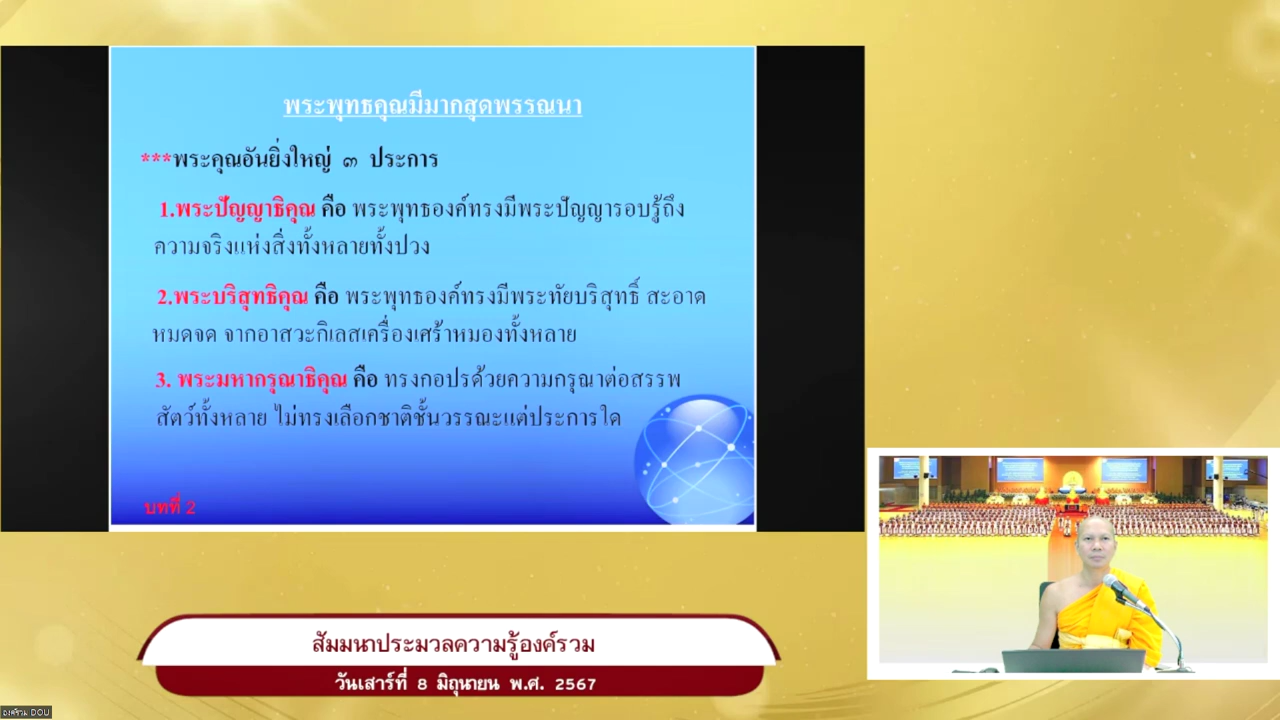 พระพุทธคุณมีมากสุดพรรณนา
***พระคุณอันยิ่งใหญ่ ๓ ประการ
1.พระปัญญาธิคุณ คือ พระพุทธองค์ทรงมีพระปัญญารอบรู้ถึง
ความจริงแห่งสิ่งทั้งหลายทั้งปวง
2.พระบริสุทธิคุณ คือ พระพุทธองค์ทรงมีพระทัยบริสุทธิ์ สะอาด
หมดจด จากอาสวะกิเลสเครื่องเศร้าหมองทั้งหลาย
3. พระมหากรุณาธิคุณ คือ ทรงกอปรด้วยความกรุณาต่อสรรพ
สัตว์ทั้งหลาย ไม่ทรงเลือกชาติชั้นวรรณะแต่ประการใด
บทที่ 2
สัมมนาประมวลความรู้องค์รวม
วันเสาร์ที่ 8 มิถุนายน พ.ศ. 2567
องค์รวม DOU